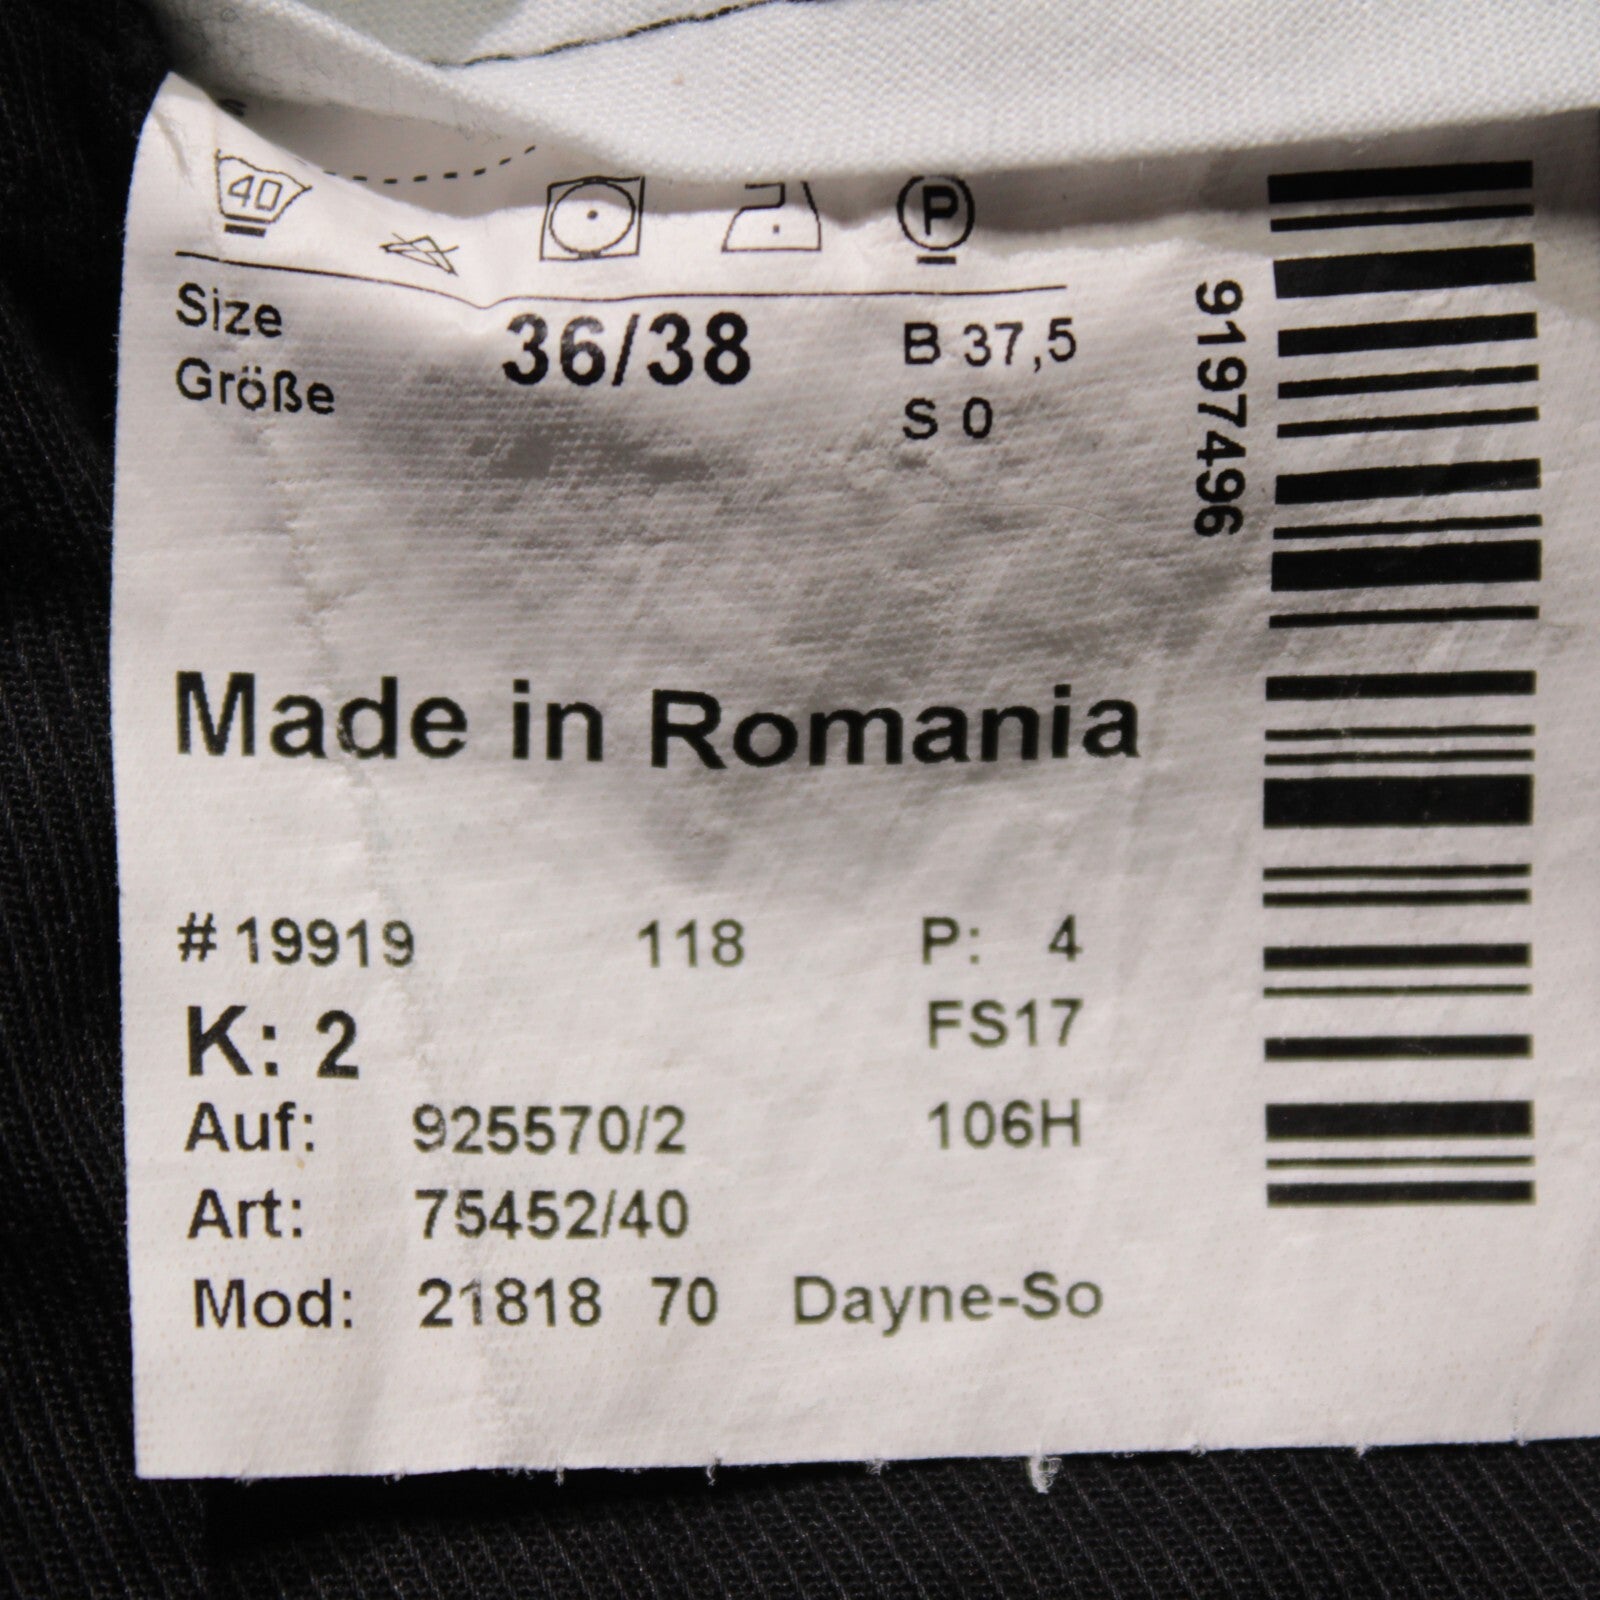 40
P
Size
Größe
36/38
B 37,5
S 0
9197496
Made in Romania
# 19919 118 P: 4
K: 2 FS17
Auf: 925570/2 106H
Art: 75452/40
Mod: 21818 70 Dayne-So